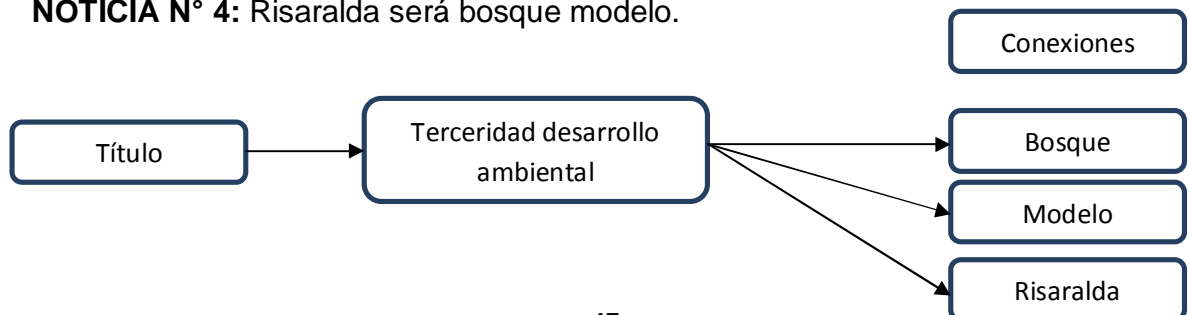 NOTICIA N° 4: Risaralda será bosque modelo.
Conexiones
Título
Terceridad desarrollo
ambiental
Bosque
Modelo
Risaralda